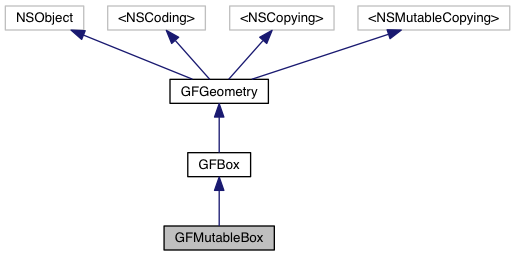 NSObject
<NSCoding>
<NSCopying>
<NSMutableCopying>
GFGeometry
GFBox
GFMutableBox